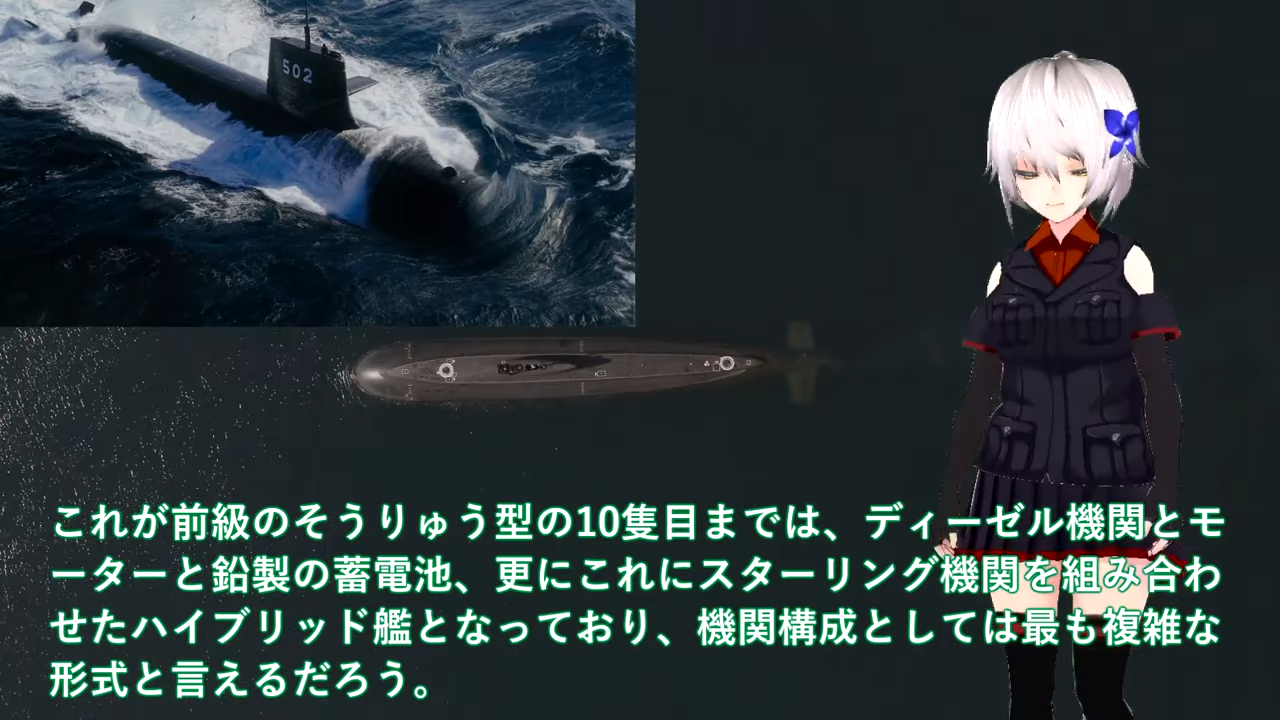 502
これが前級のそうりゅう型の10隻目までは、ディーゼル機関とモ
ーターと鉛製の蓄電池、更にこれにスターリング機関を組み合わ
せたハイブリッド艦となっており、機関構成としては最も複雑な
形式と言えるだろう。